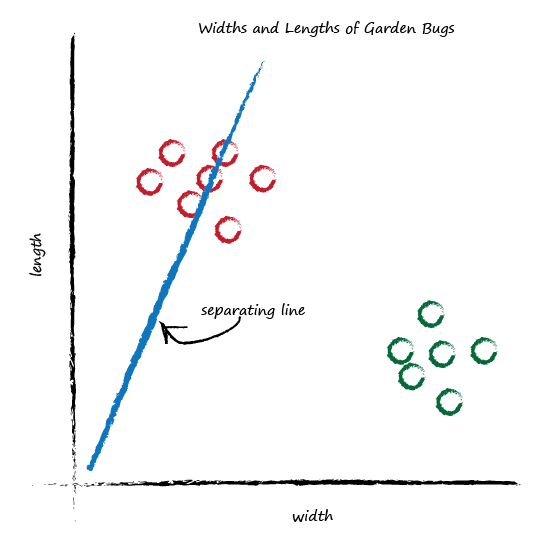 Widths and Lengths of Garden Bugs
length
separating line
width